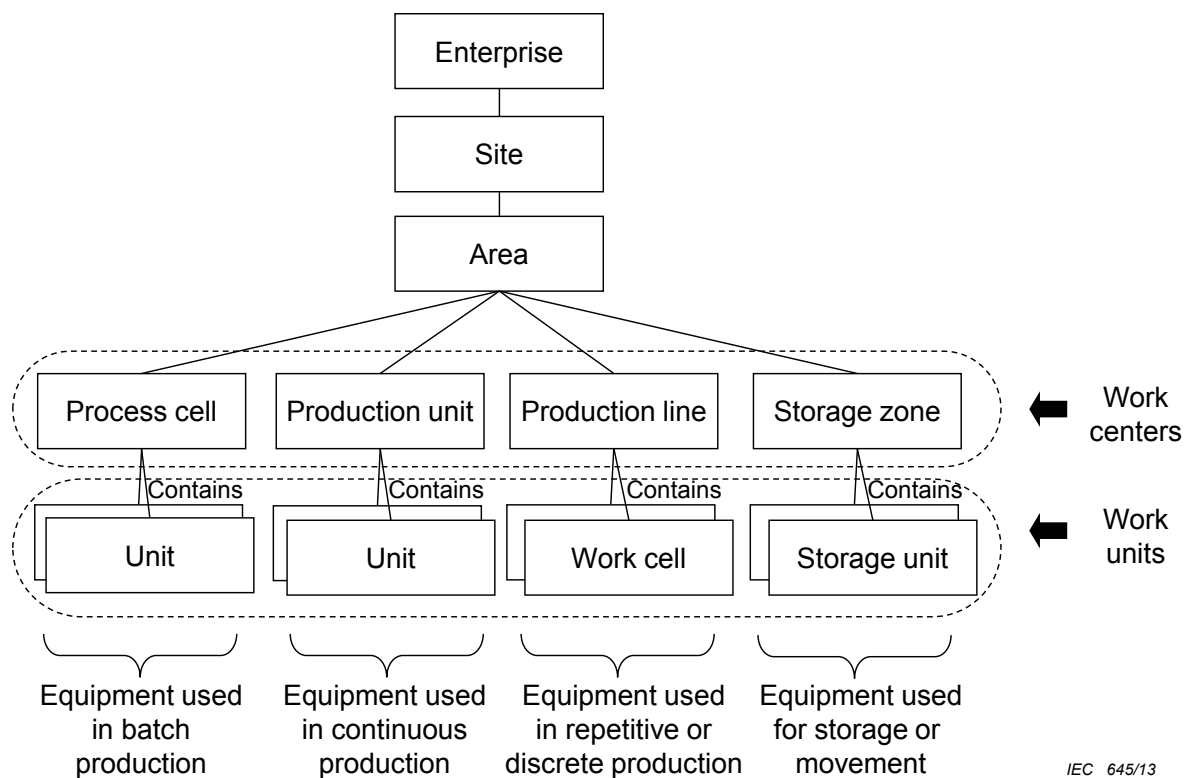 Enterprise
Site
Area
Process cell
Production unit
Production line
Storage zone
Work
centers
Contains
Contains
Contains
Contains
Unit
Unit
Work cell
Storage unit
Work
units
Equipment used
in batch
production
Equipment used
in continuous
production
Equipment used
in repetitive or
discrete production
Equipment used
for storage or
movement
IEC 645/13